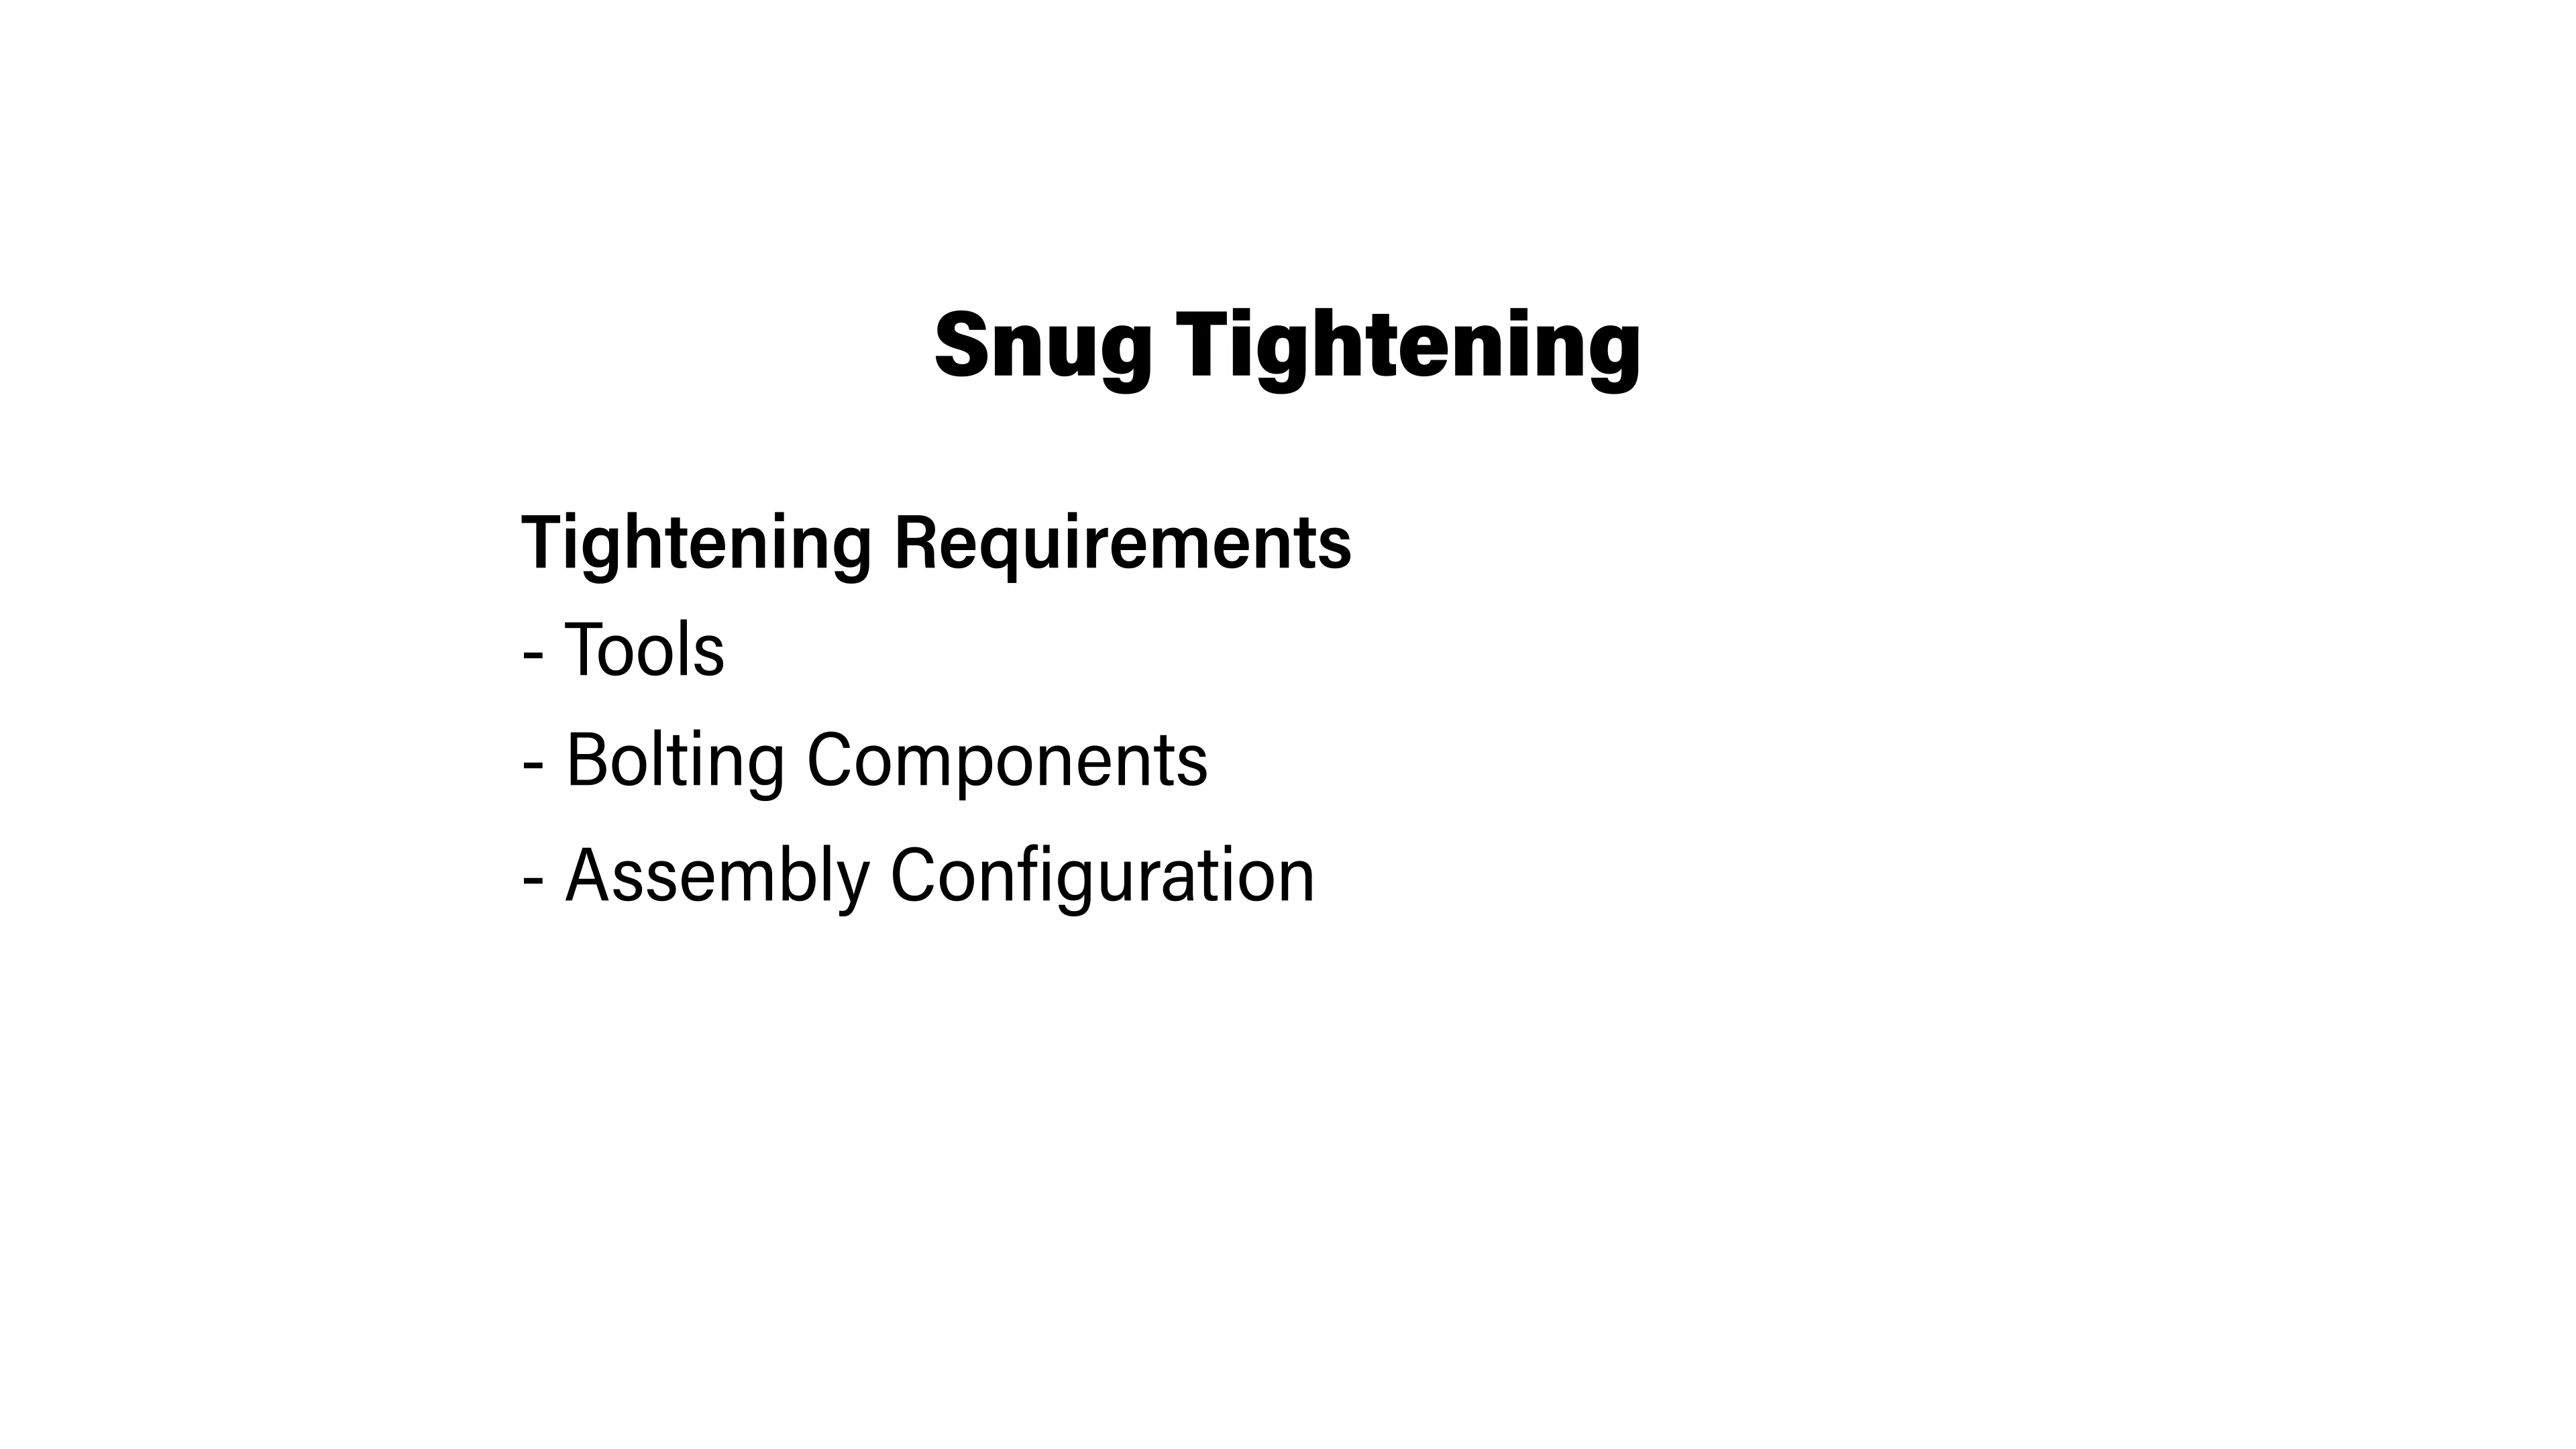 Snug Tightening
Tightening Requirements
- Tools
- Bolting Components
- Assembly Configuration